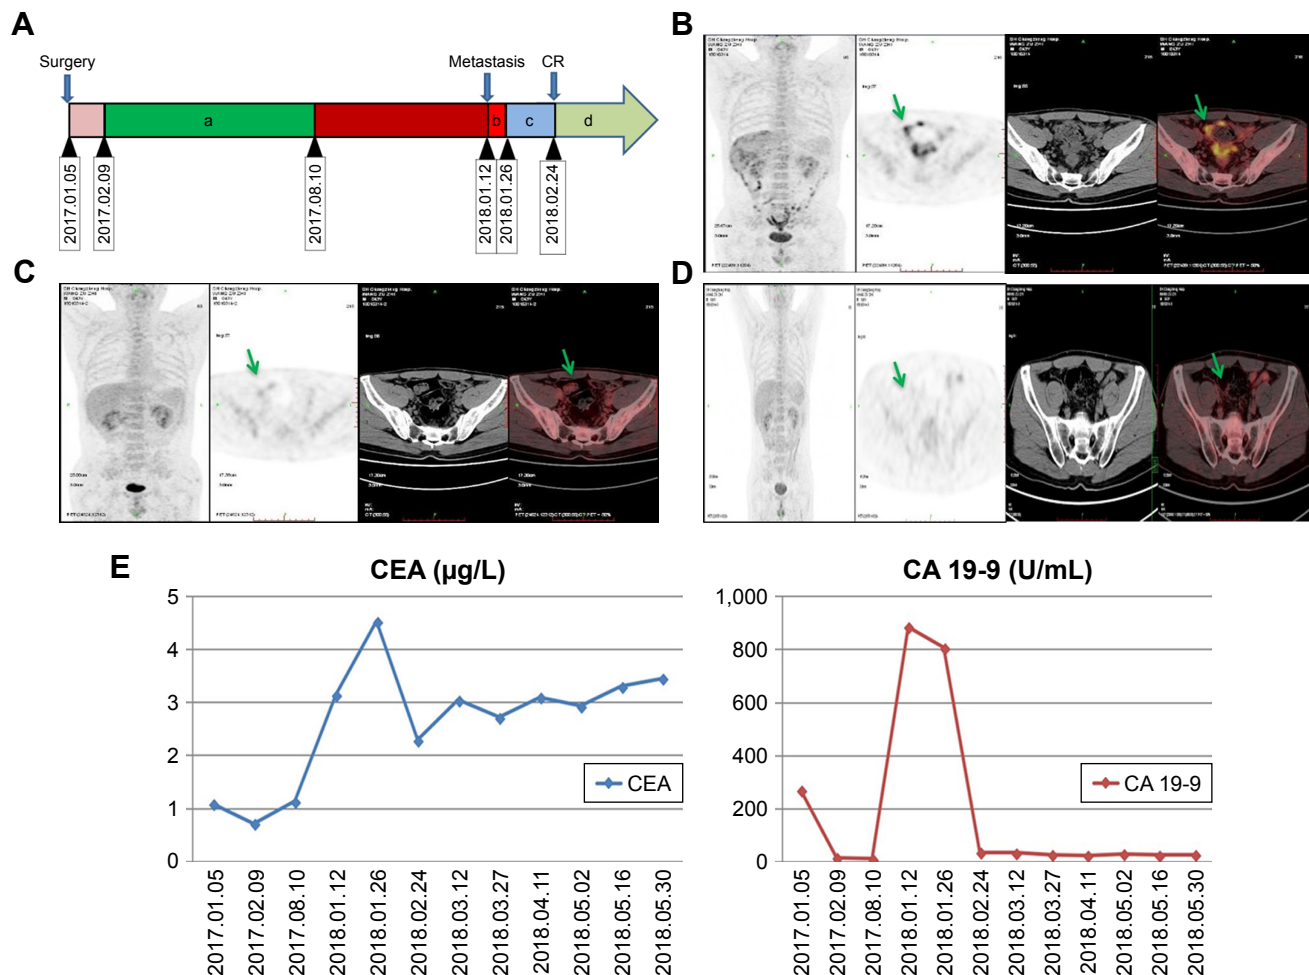 A
Surgery
Metastasis
CR
a
b
c
d
2017.01.05
2017.02.09
2017.08.10
2018.01.12
2018.01.26
2018.02.24
B
C
D
E
CEA (µg/L)
5
4
3
2
1
0
CEA
2017.01.05
2017.02.09
2017.08.10
2018.01.12
2018.01.26
2018.02.24
2018.03.12
2018.03.27
2018.04.11
2018.05.02
2018.05.16
2018.05.30
CA 19-9 (U/mL)
1,000
800
600
400
200
0
CA 19-9
2017.01.05
2017.02.09
2017.08.10
2018.01.12
2018.01.26
2018.02.24
2018.03.12
2018.03.27
2018.04.11
2018.05.02
2018.05.16
2018.05.30